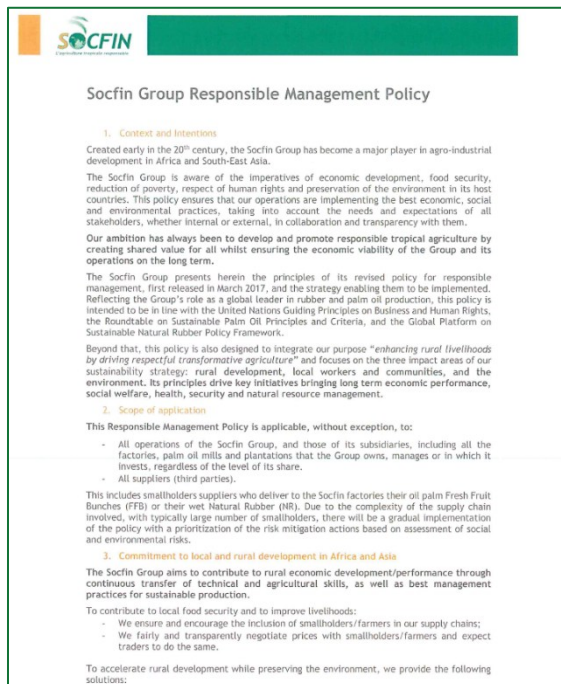 SOCFIN
Socfin Group Responsible Management Policy
1. Context and Intentions
Created early in the 20th century, the Socfin Group has become a major player in agro-industrial
development in Africa and South-East Asia.
The Socfin Group is aware of the imperatives of economic development, food security,
reduction of poverty, respect of human rights and preservation of the environment in its host
countries. This policy ensures that our operations are implementing the best economic, social
and environmental practices, taking into account the needs and expectations of all
stakeholders, whether internal or external, in collaboration and transparency with them.
Our ambition has always been to develop and promote responsible tropical agriculture by
creating shared value for all whilst ensuring the economic viability of the Group and its
operations on the long term.
The Socfin Group presents herein the principles of its revised policy for responsible
management, first released in March 2017, and the strategy enabling them to be implemented.
Reflecting the Group's role as a global leader in rubber and palm oil production, this policy is
intended to be in line with the United Nations Guiding Principles on Business and Human Rights,
the Roundtable on Sustainable Palm Oil Principles and Criteria, and the Global Platform on
Sustainable Natural Rubber Policy Framework.
Beyond that, this policy is also designed to integrate our purpose "enhancing rural livelihoods
by driving respectful transformative agriculture" and focuses on the three impact areas of our
sustainability strategy: rural development, local workers and communities, and the
environment. Its principles drive key initiatives bringing long term economic performance,
social welfare, health, security and natural resource management.
2. Scope of application
This Responsible Management Policy is applicable, without exception, to:
- All operations of the Socfin Group, and those of its subsidiaries, including all the
factories, palm oil mills and plantations that the Group owns, manages or in which it
invests, regardless of the level of its share.
- All suppliers (third parties).
This includes smallholders suppliers who deliver to the Socfin factories their oil palm Fresh Fruit
Bunches (FFB) or their wet Natural Rubber (NR). Due to the complexity of the supply chain
involved, with typically large number of smallholders, there will be a gradual implementation
of the policy with a prioritization of the risk mitigation actions based on assessment of social
and environmental risks.
3. Commitment to local and rural development in Africa and Asia
The Socfin Group aims to contribute to rural economic development/performance through
continuous transfer of technical and agricultural skills, as well as best management
practices for sustainable production.
To contribute to local food security and to improve livelihoods:
- We ensure and encourage the inclusion of smallholders/farmers in our supply chains;
- We fairly and transparently negotiate prices with smallholders/farmers and expect
traders to do the same.
To accelerate rural development while preserving the environment, we provide the following
solutions: